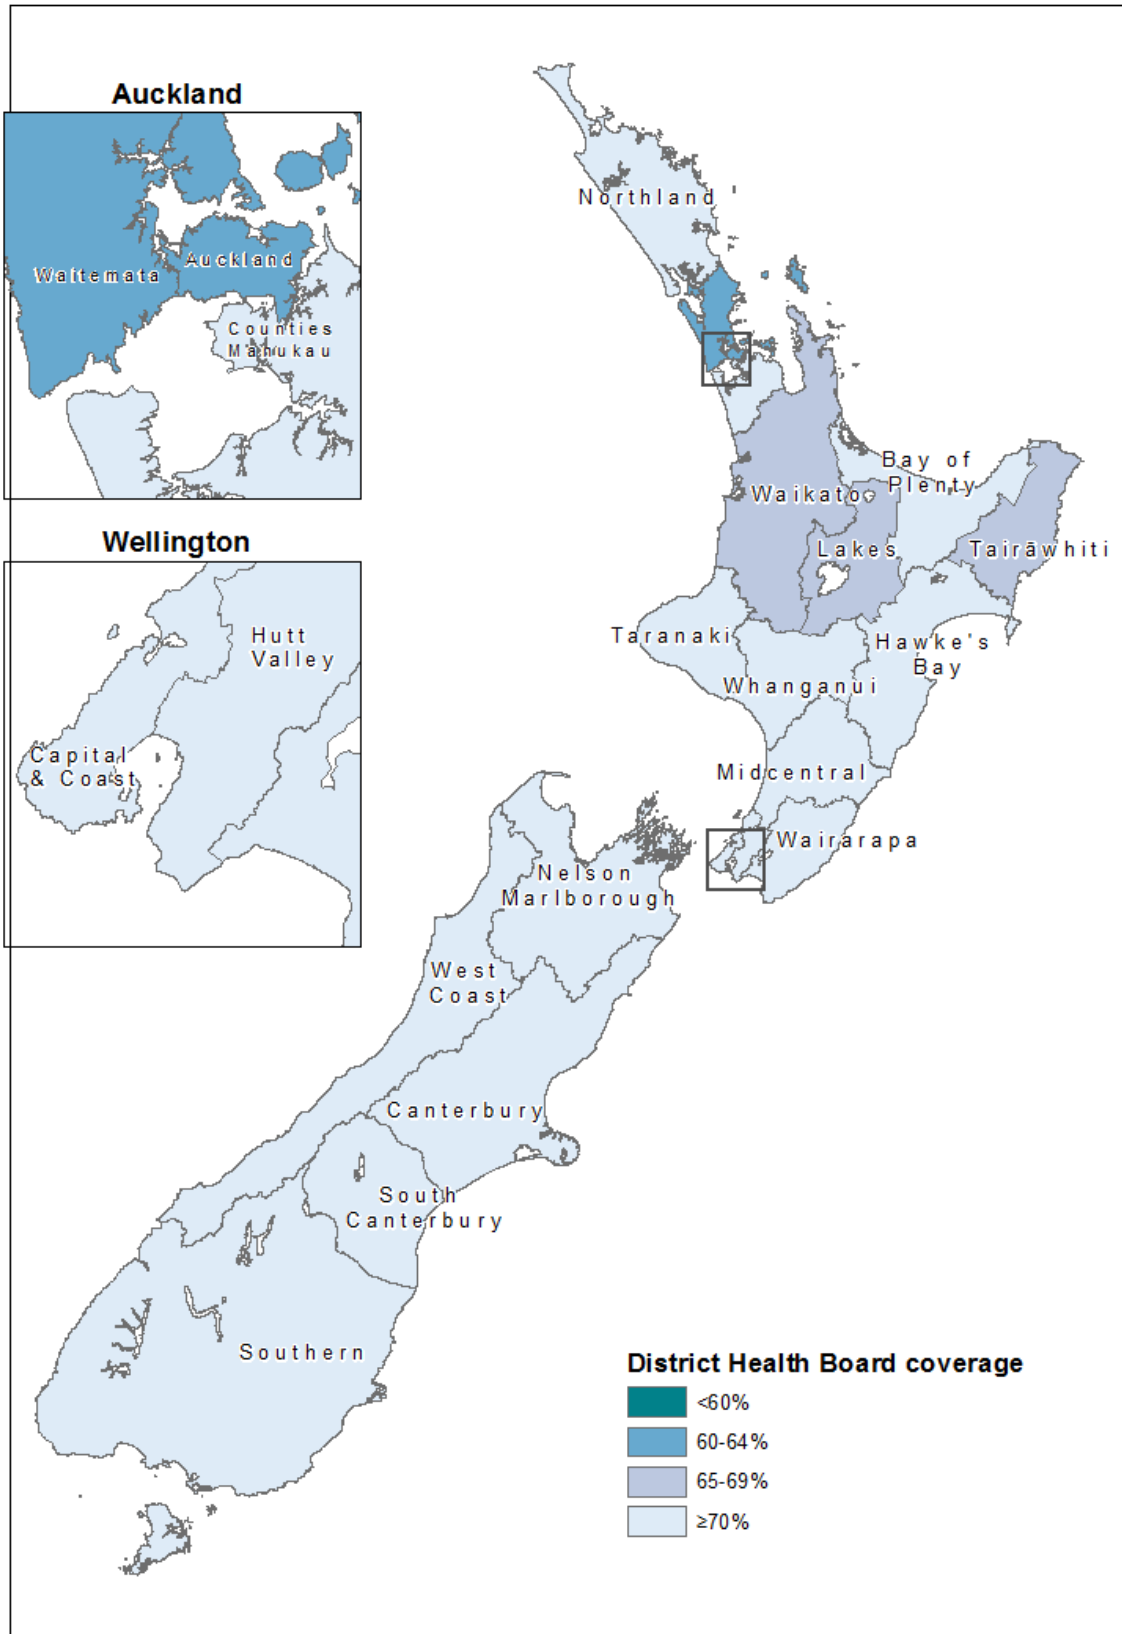 Auckland
Waitemata
Auckland
Counties
Manukau
Wellington
Hutt
Valley
Capital
& Coast
Northland
Bay of
Plenty
Waikato
Lakes
Tairāwhiti
Taranaki
Hawke's
Bay
Whanganui
Midcentral
Wairarapa
Nelson
Marlborough
West
Coast
Canterbury
South
Canterbury
Southern
District Health Board coverage
<60%
60-64%
65-69%
≥70%